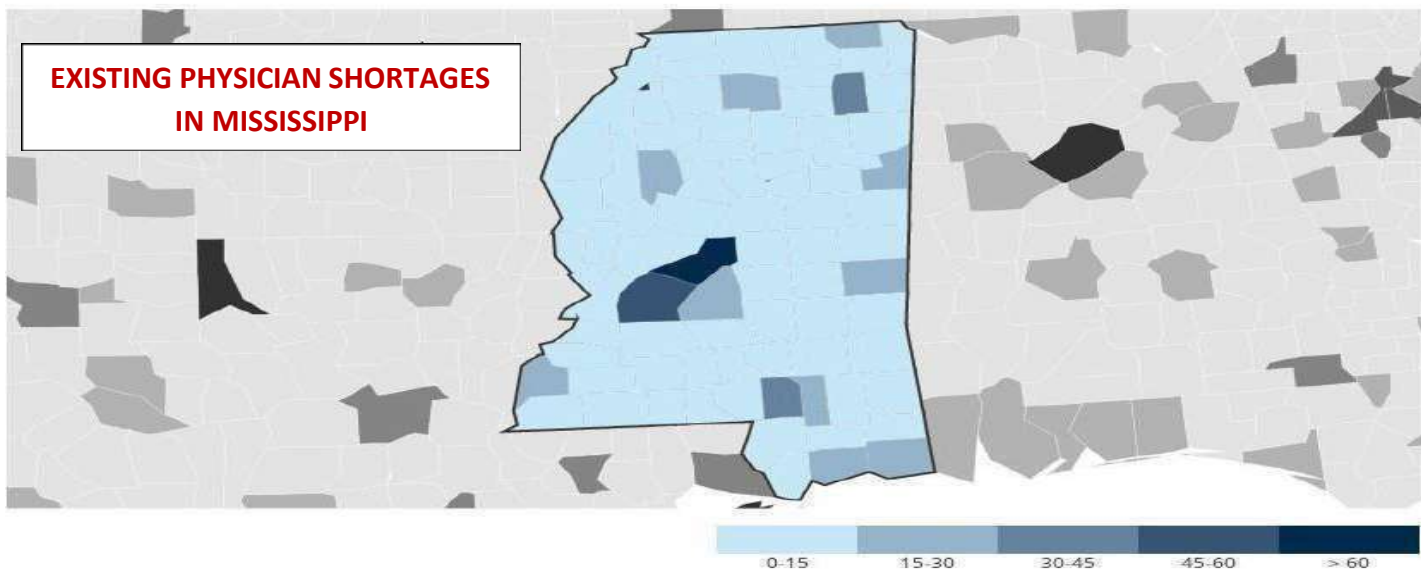 EXISTING PHYSICIAN SHORTAGES
IN MISSISSIPPI
0-15 15-30 30-45 45-60 > 60